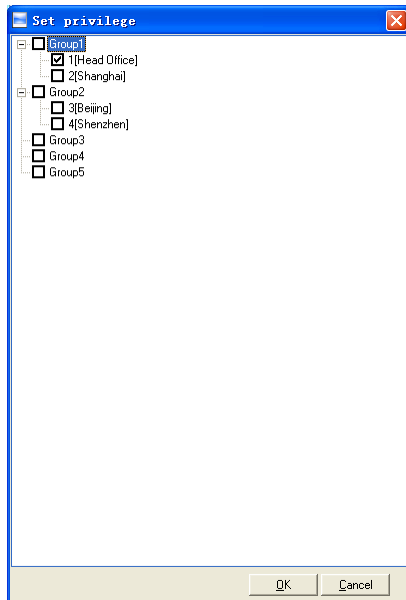 Set privilege
Group1
1[Head Office]
2[Shanghai]
Group2
3[Beijing]
4[Shenzhen]
Group3
Group4
Group5
OK Cancel